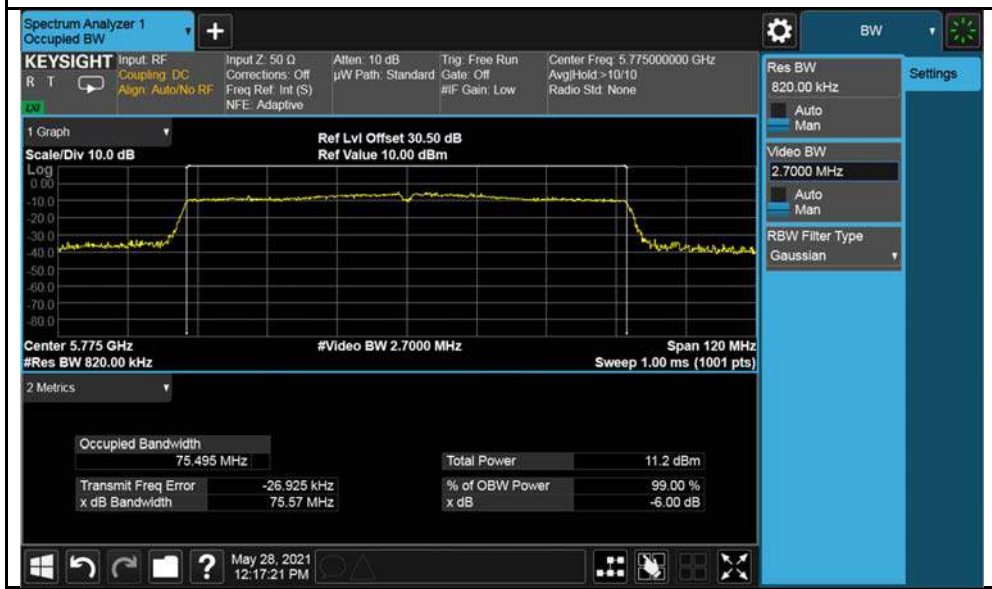 Spectrum Analyzer 1
Occupied BW
+
BW
KEYSIGHT
R T
LXI
Input: RF
Coupling: DC
Align: Auto/No RF
Input Z: 50 Ω
Corrections: Off
Freq Ref: Int (S)
NFE: Adaptive
Atten: 10 dB
µW Path: Standard
Trig: Free Run
Gate: Off
#IF Gain: Low
Center Freq: 5.775000000 GHz
Avg|Hold:>10/10
Radio Std: None
1 Graph
Scale/Div 10.0 dB
Ref Lvl Offset 30.50 dB
Ref Value 10.00 dBm
Log
0.00
-10.0
-20.0
-30.0
-40.0
-50.0
-60.0
-70.0
-80.0
Center 5.775 GHz
#Res BW 820.00 kHz
#Video BW 2.7000 MHz
Span 120 MHz
Sweep 1.00 ms (1001 pts)
2 Metrics
Occupied Bandwidth
75.495 MHz
Total Power 11.2 dBm
Transmit Freq Error -26.925 kHz
% of OBW Power 99.00 %
x dB Bandwidth 75.57 MHz
x dB -6.00 dB
Res BW
820.00 kHz
Auto
Man
Video BW
2.7000 MHz
Auto
Man
RBW Filter Type
Gaussian
Settings
?
May 28, 2021
12:17:21 PM